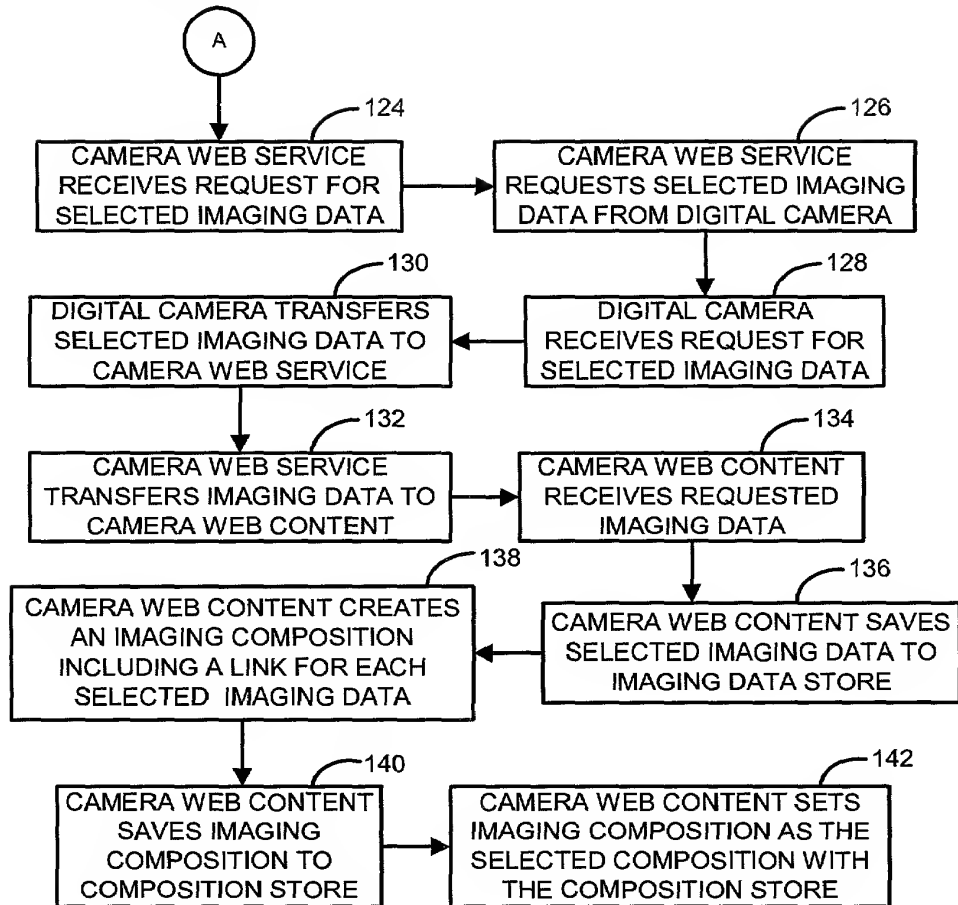 A
124
CAMERA WEB SERVICE
RECEIVES REQUEST FOR
SELECTED IMAGING DATA
126
CAMERA WEB SERVICE
REQUESTS SELECTED IMAGING
DATA FROM DIGITAL CAMERA
128
DIGITAL CAMERA
RECEIVES REQUEST FOR
SELECTED IMAGING DATA
130
DIGITAL CAMERA TRANSFERS
SELECTED IMAGING DATA TO
CAMERA WEB SERVICE
132
CAMERA WEB SERVICE
TRANSFERS IMAGING DATA TO
CAMERA WEB CONTENT
134
CAMERA WEB CONTENT
RECEIVES REQUESTED
IMAGING DATA
136
CAMERA WEB CONTENT SAVES
SELECTED IMAGING DATA TO
IMAGING DATA STORE
138
CAMERA WEB CONTENT CREATES
AN IMAGING COMPOSITION
INCLUDING A LINK FOR EACH
SELECTED IMAGING DATA
140
CAMERA WEB CONTENT
SAVES IMAGING
COMPOSITION TO
COMPOSITION STORE
142
CAMERA WEB CONTENT SETS
IMAGING COMPOSITION AS THE
SELECTED COMPOSITION WITH
THE COMPOSITION STORE